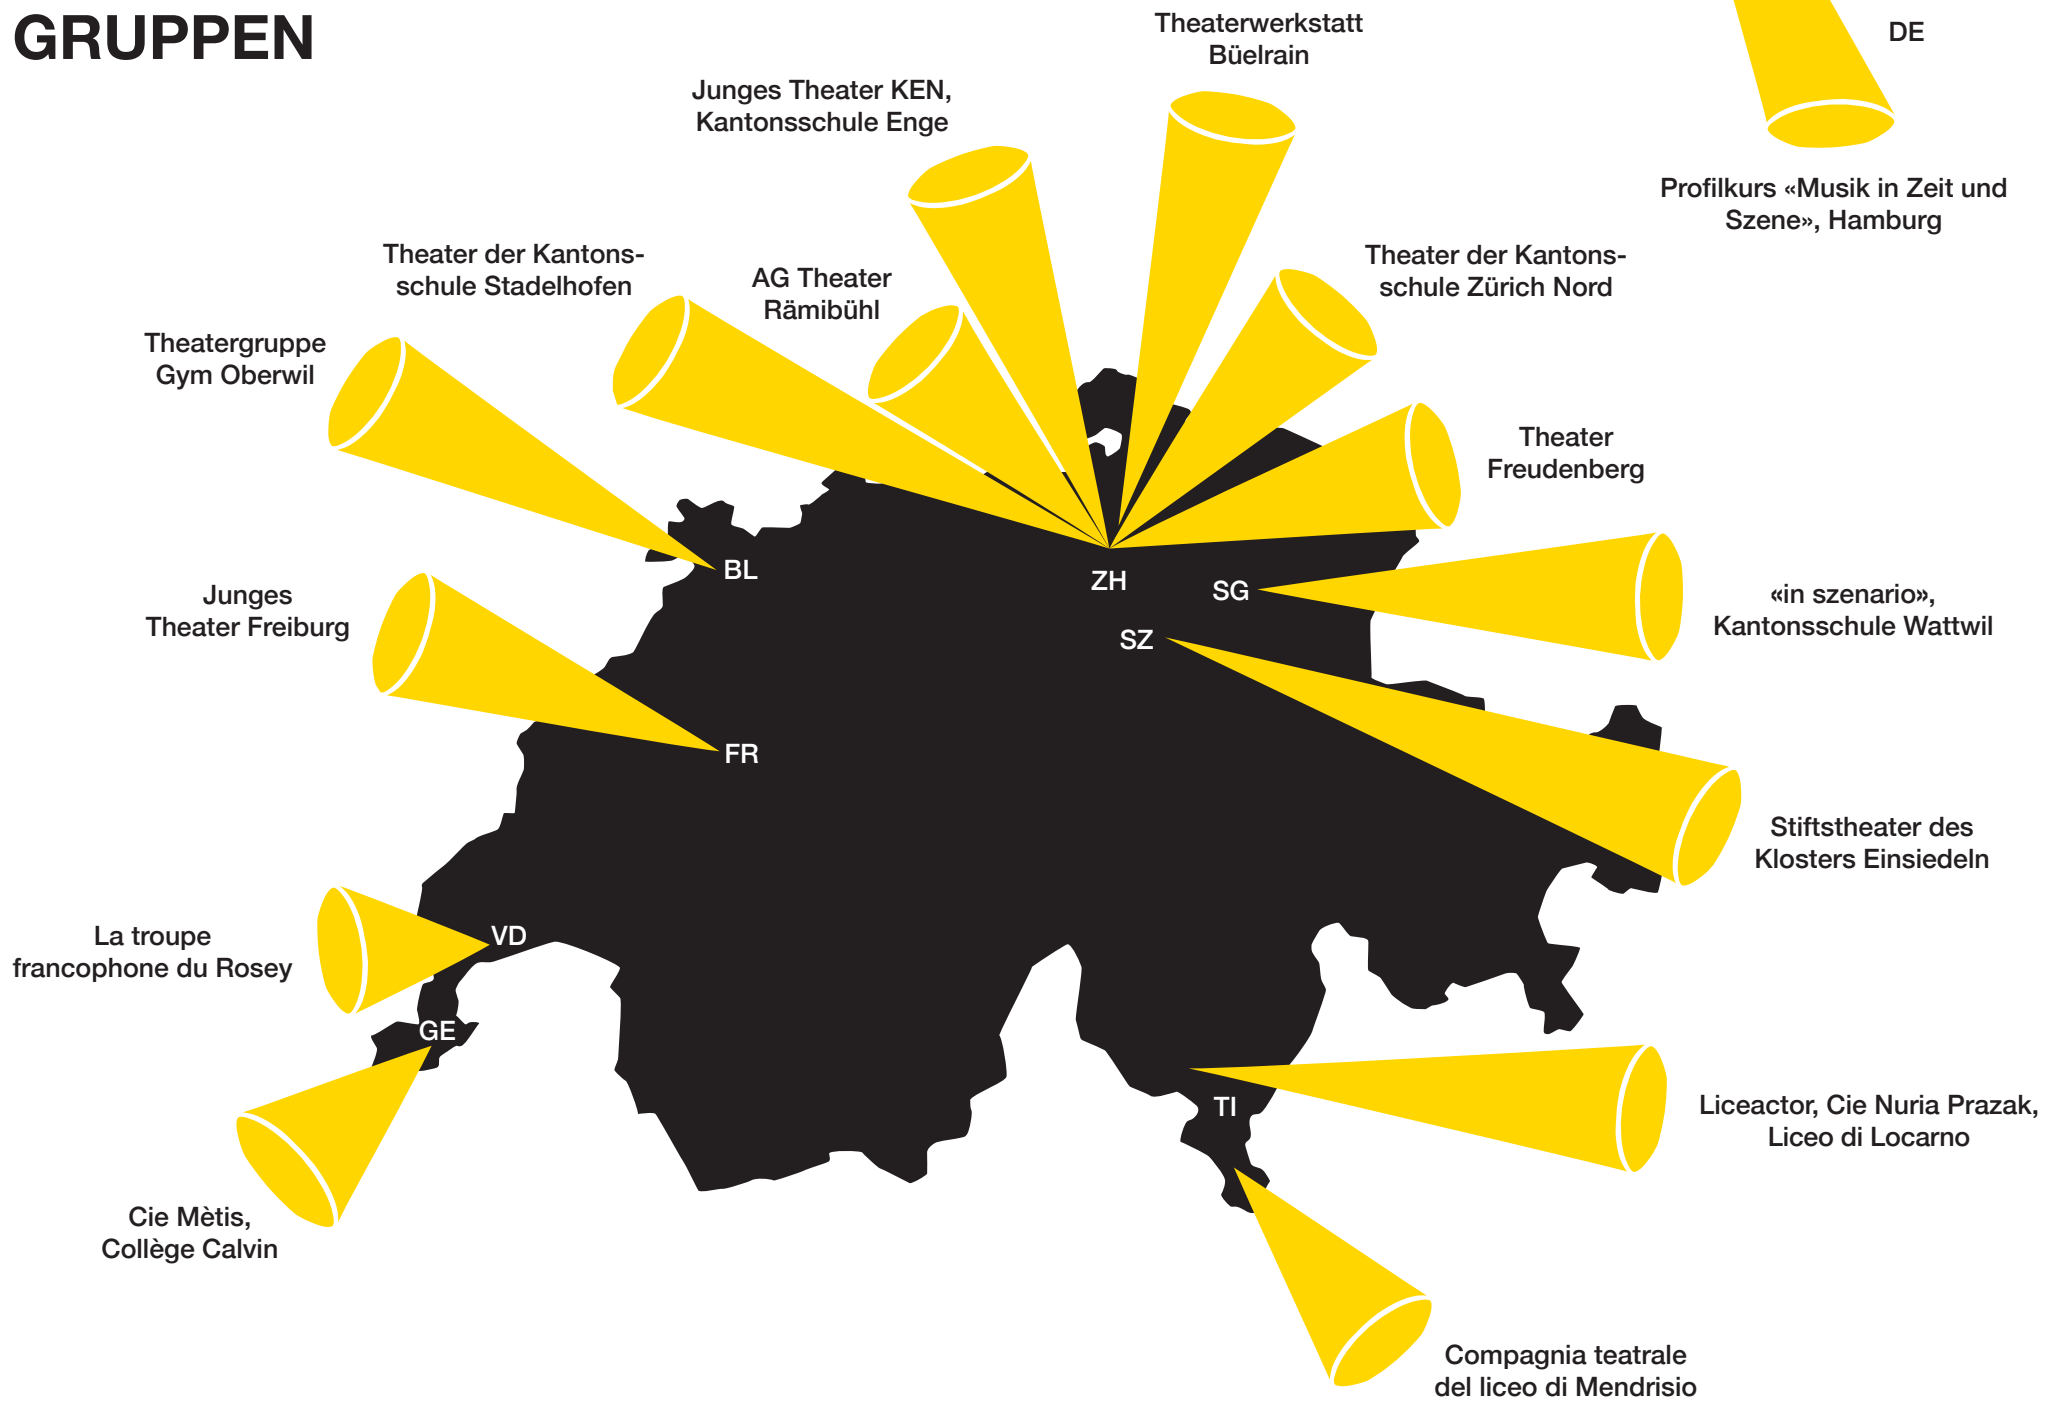 GRUPPEN
Theaterwerkstatt
Büelrain
DE
Junges Theater KEN,
Kantonsschule Enge
Profilkurs «Musik in Zeit und
Szene», Hamburg
Theater der Kantons-
schule Stadelhofen
AG Theater
Rämibühl
Theater der Kantons-
schule Zürich Nord
Theatergruppe
Gym Oberwil
Theater
Freudenberg
BL
ZH
SG
«in szenario»,
Kantonsschule Wattwil
Junges
Theater Freiburg
SZ
FR
Stiftstheater des
Klosters Einsiedeln
La troupe
francophone du Rosey
VD
GE
TI
Liceactor, Cie Nuria Prazak,
Liceo di Locarno
Cie Mètis,
Collège Calvin
Compagnia teatrale
del liceo di Mendrisio